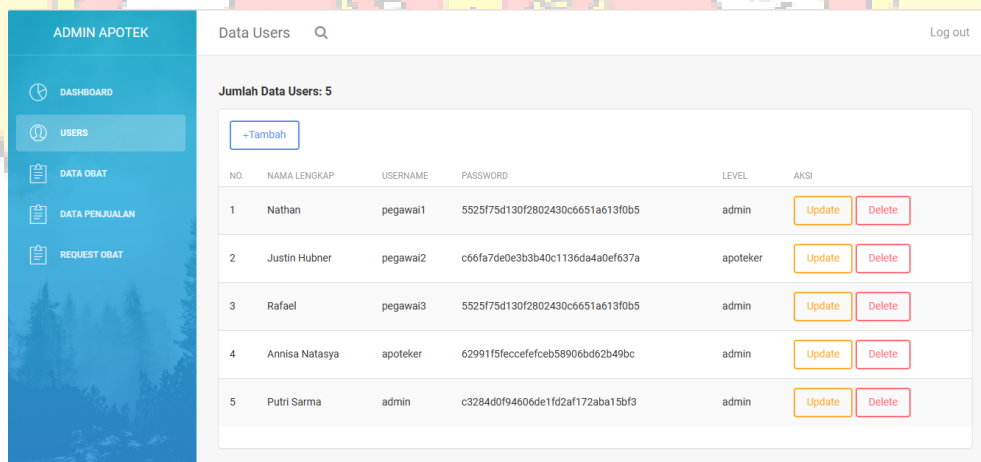 ADMIN APOTEK
DASHBOARD
USERS
DATA OBAT
DATA PENJUALAN
REQUEST OBAT
Data Users Log out
Jumlah Data Users: 5
+Tambah
NO. NAMA LENGKAP USERNAME PASSWORD LEVEL AKSI
1 Nathan pegawai1 5525f75d130f2802430c6651a613f0b5 admin Update Delete
2 Justin Hubner pegawai2 c66fa7de0e3b3b40c1136da4a0ef637a apoteker Update Delete
3 Rafael pegawai3 5525f75d130f2802430c6651a613f0b5 admin Update Delete
4 Annisa Natasya apoteker 62991f5feccefefceb58906bd62b49bc admin Update Delete
5 Putri Sarma admin c3284d0f94606de1fd2af172aba15bf3 admin Update Delete